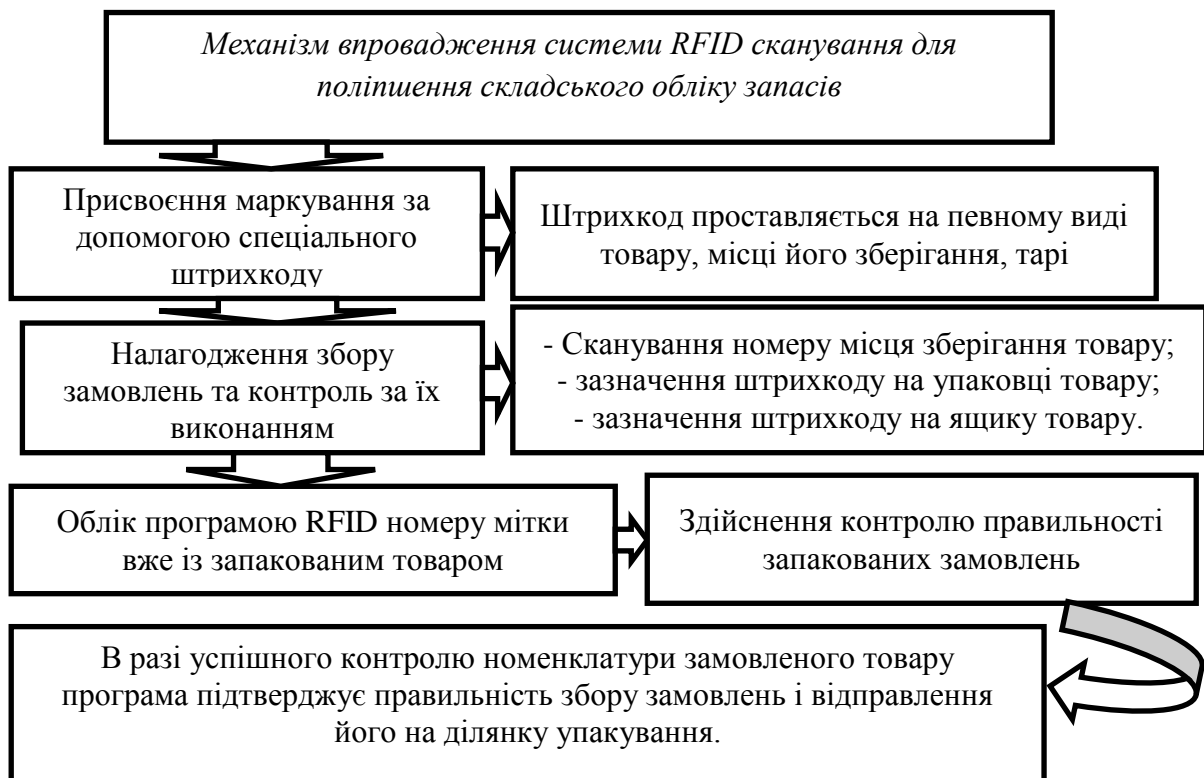 Механізм впровадження системи RFID сканування для
поліпшення складського обліку запасів
Присвоєння маркування за
допомогою спеціального
штрихкоду
Штрихкод проставляється на певному виді
товару, місці його зберігання, тарі
Налагодження збору
замовлень та контроль за їх
виконанням
- Сканування номеру місця зберігання товару;
- зазначення штрихкоду на упаковці товару;
- зазначення штрихкоду на ящику товару.
Облік програмою RFID номеру мітки
вже із запакованим товаром
Здійснення контролю правильності
запакованих замовлень
В разі успішного контролю номенклатури замовленого товару
програма підтверджує правильність збору замовлень і відправлення
його на ділянку упакування.